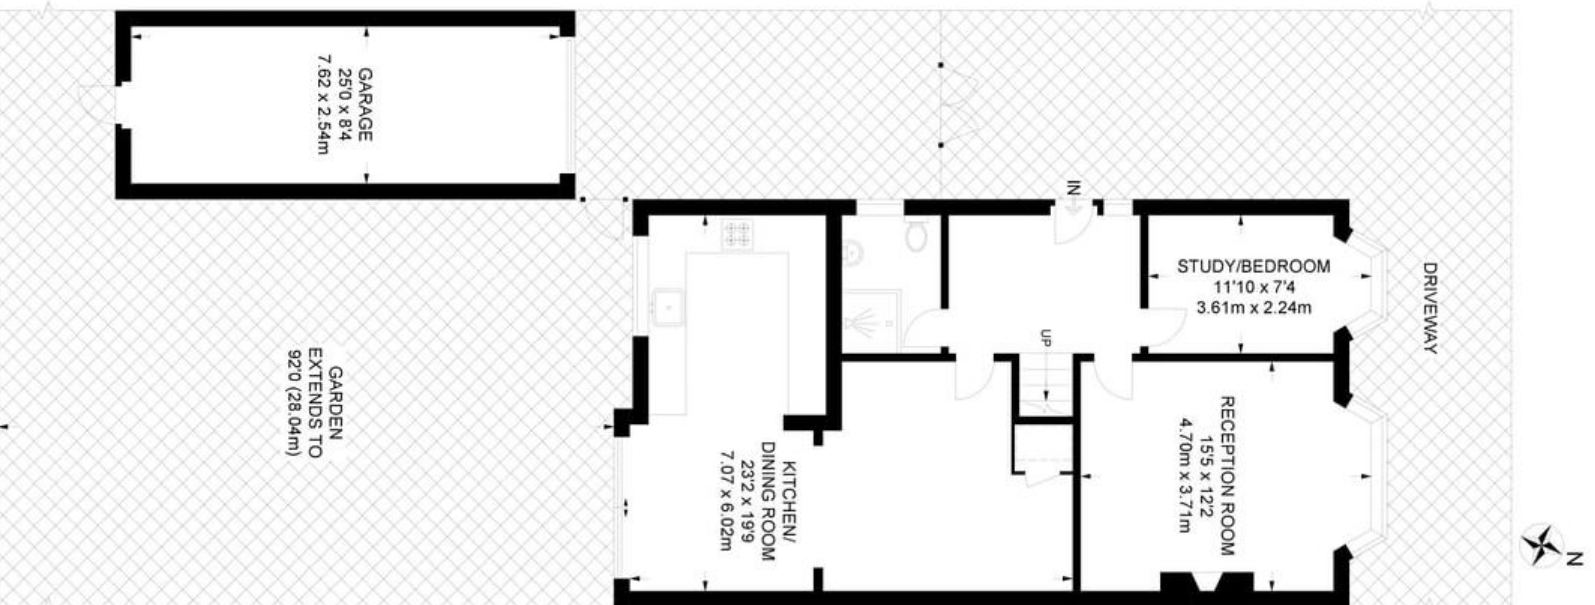 GARAGE
25'0 x 8'4
7.62 x 2.54m
IN
STUDY/BEDROOM
11'10 x 7'4
3.61m x 2.24m
DRIVEWAY
UP
GARDEN
EXTENDS TO
92'0 (28.04m)
KITCHEN/
DINING ROOM
23'2 x 19'9
7.07 x 6.02m
RECEPTION ROOM
15'5 x 12'2
4.70m x 3.71m
N